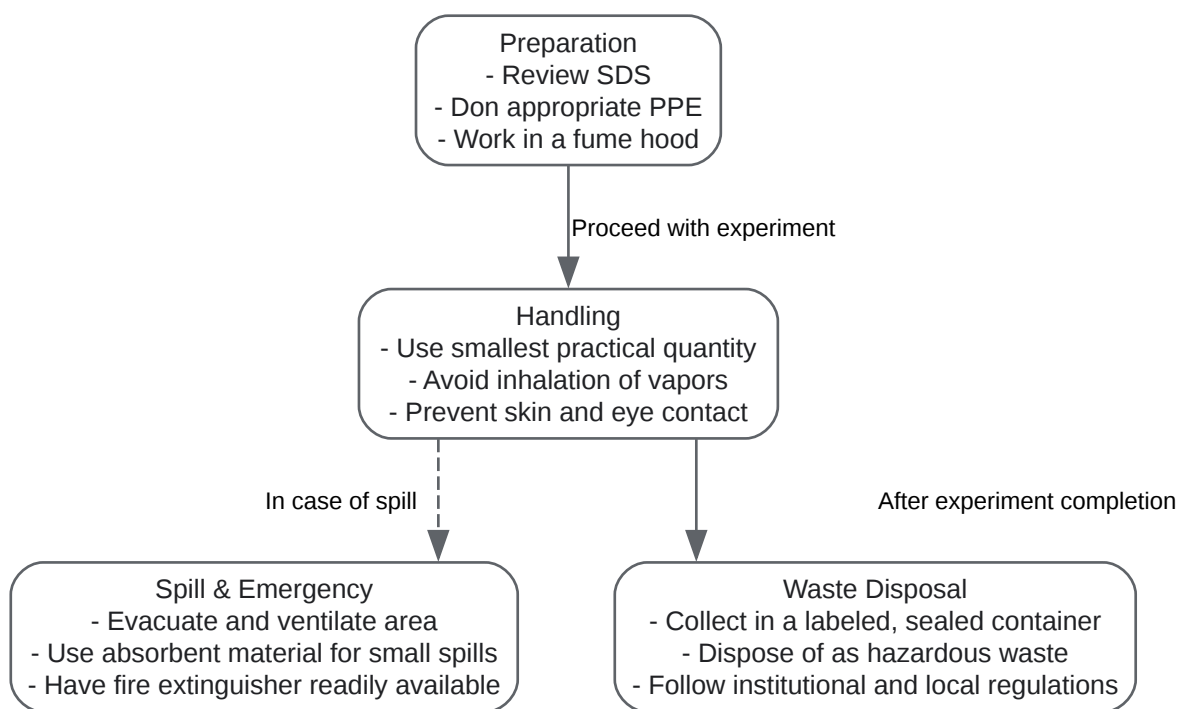 Preparation
- Review SDS
- Don appropriate PPE
- Work in a fume hood
Proceed with experiment
Handling
- Use smallest practical quantity
- Avoid inhalation of vapors
- Prevent skin and eye contact
In case of spill
After experiment completion
Spill & Emergency
- Evacuate and ventilate area
- Use absorbent material for small spills
- Have fire extinguisher readily available
Waste Disposal
- Collect in a labeled, sealed container
- Dispose of as hazardous waste
- Follow institutional and local regulations